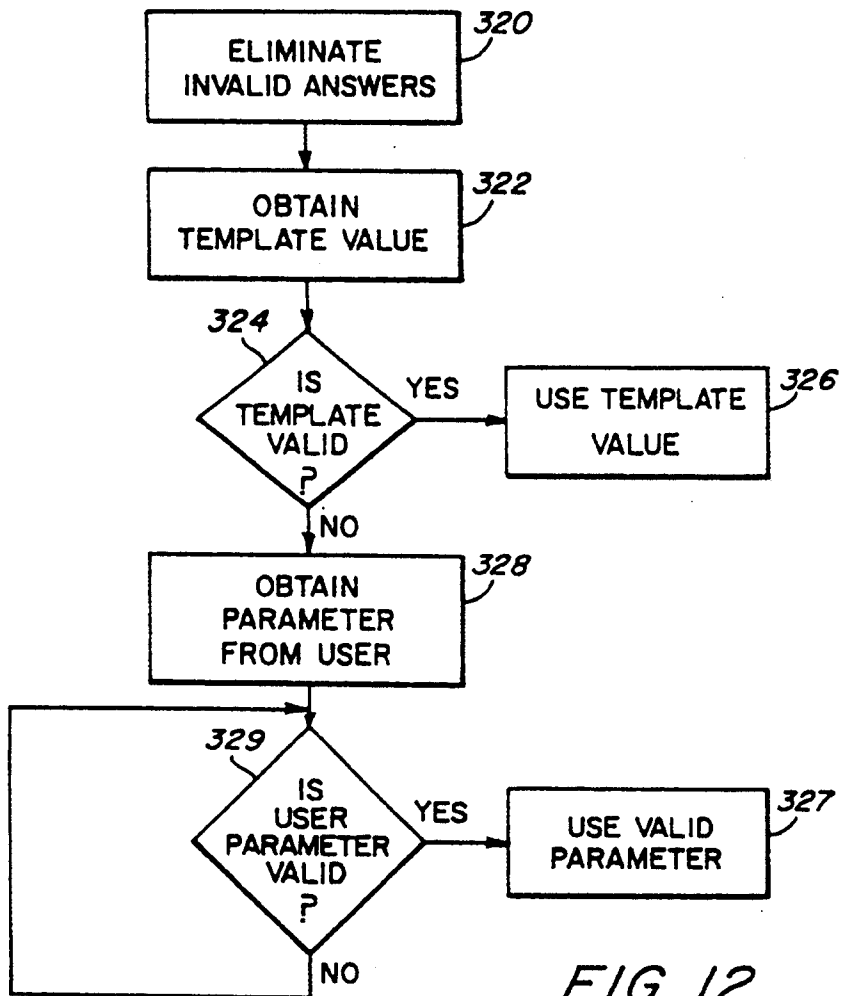 320
ELIMINATE
INVALID ANSWERS
322
OBTAIN
TEMPLATE VALUE
324
IS
TEMPLATE
VALID
?
YES
326
USE TEMPLATE
VALUE
NO
328
OBTAIN
PARAMETER
FROM USER
329
IS
USER
PARAMETER
VALID
?
YES
327
USE VALID
PARAMETER
NO
FIG. 12